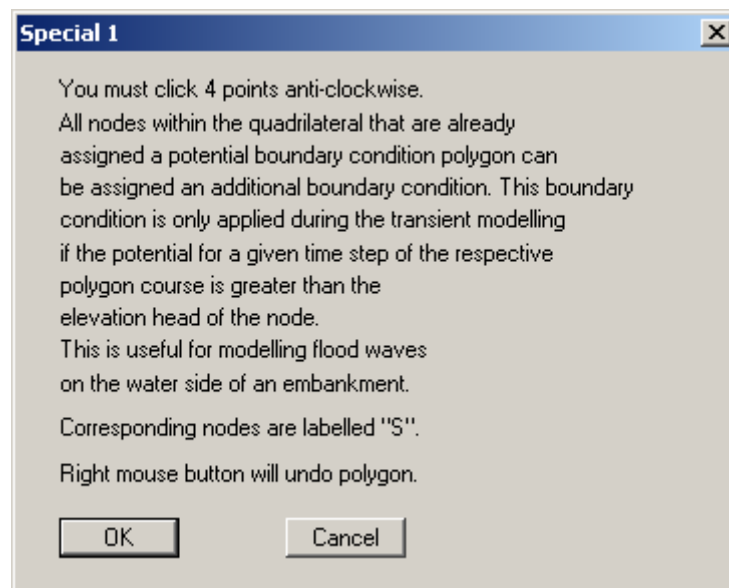 Special 1
You must click 4 points anti-clockwise.
All nodes within the quadrilateral that are already
assigned a potential boundary condition polygon can
be assigned an additional boundary condition. This boundary
condition is only applied during the transient modelling
if the potential for a given time step of the respective
polygon course is greater than the
elevation head of the node.
This is useful for modelling flood waves
on the water side of an embankment.
Corresponding nodes are labelled "S".
Right mouse button will undo polygon.
OK
Cancel